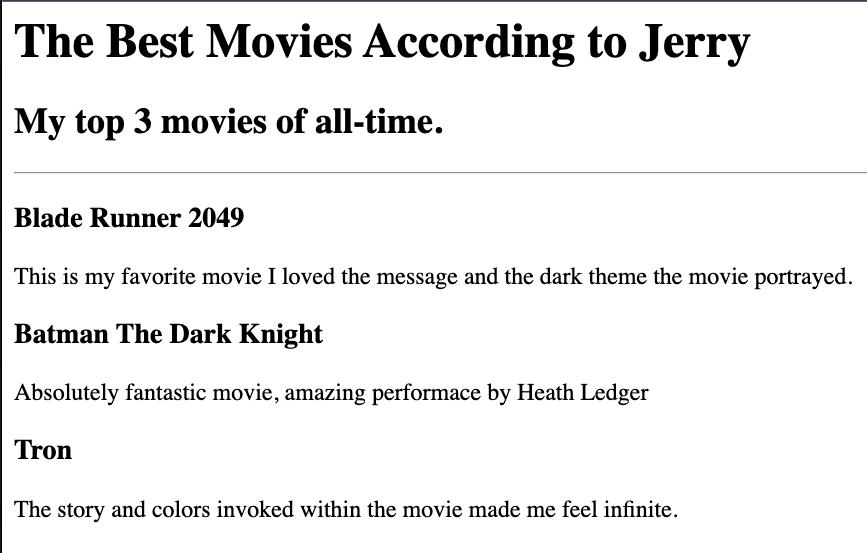 The Best Movies According to Jerry
My top 3 movies of all-time.
Blade Runner 2049
This is my favorite movie I loved the message and the dark theme the movie portrayed.
Batman The Dark Knight
Absolutely fantastic movie, amazing performace by Heath Ledger
Tron
The story and colors invoked within the movie made me feel infinite.